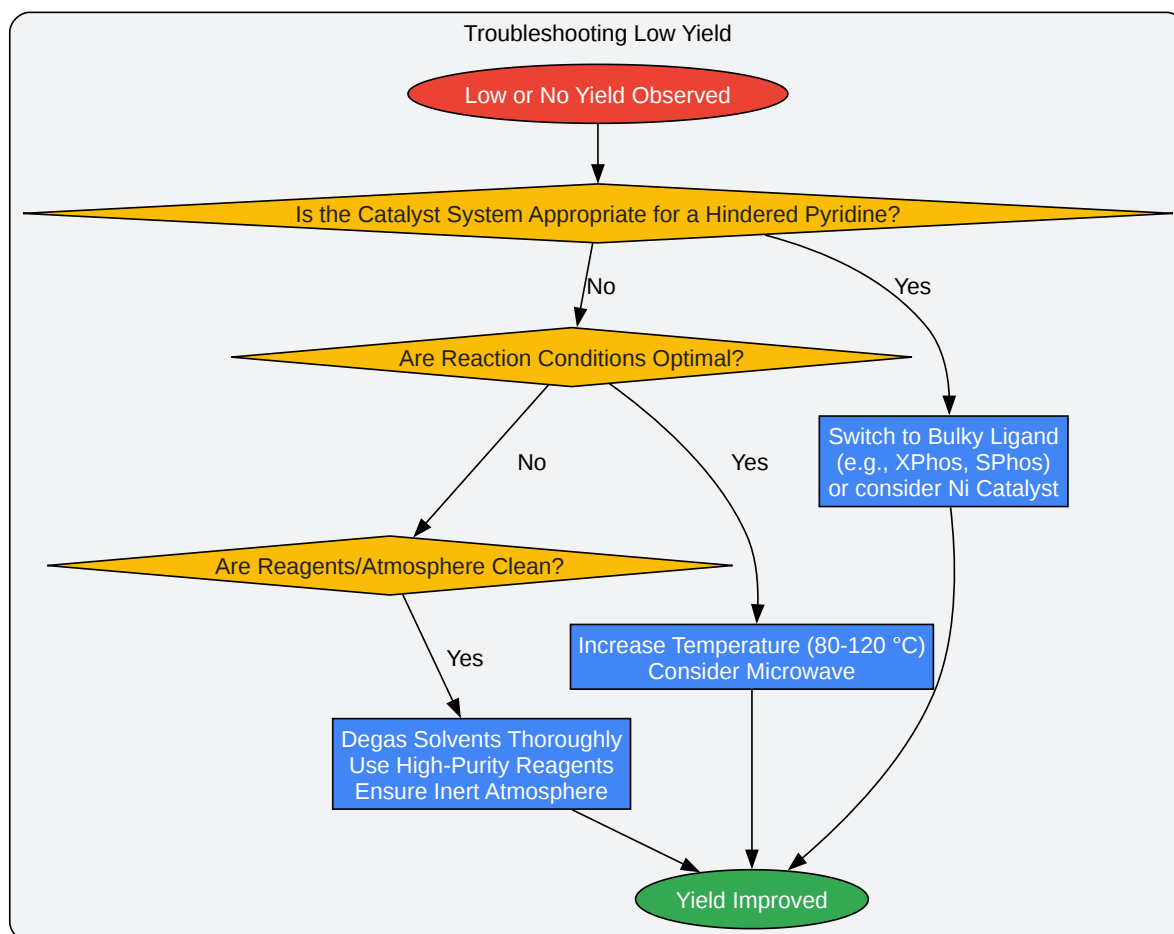 Troubleshooting Low Yield
Low or No Yield Observed
Is the Catalyst System Appropriate for a Hindered Pyridine?
No
Yes
Are Reaction Conditions Optimal?
Switch to Bulky Ligand
(e.g., XPhos, SPhos)
or consider Ni Catalyst
No
Yes
Are Reagents/Atmosphere Clean?
Increase Temperature (80-120 °C)
Consider Microwave
Yes
Degas Solvents Thoroughly
Use High-Purity Reagents
Ensure Inert Atmosphere
Yield Improved